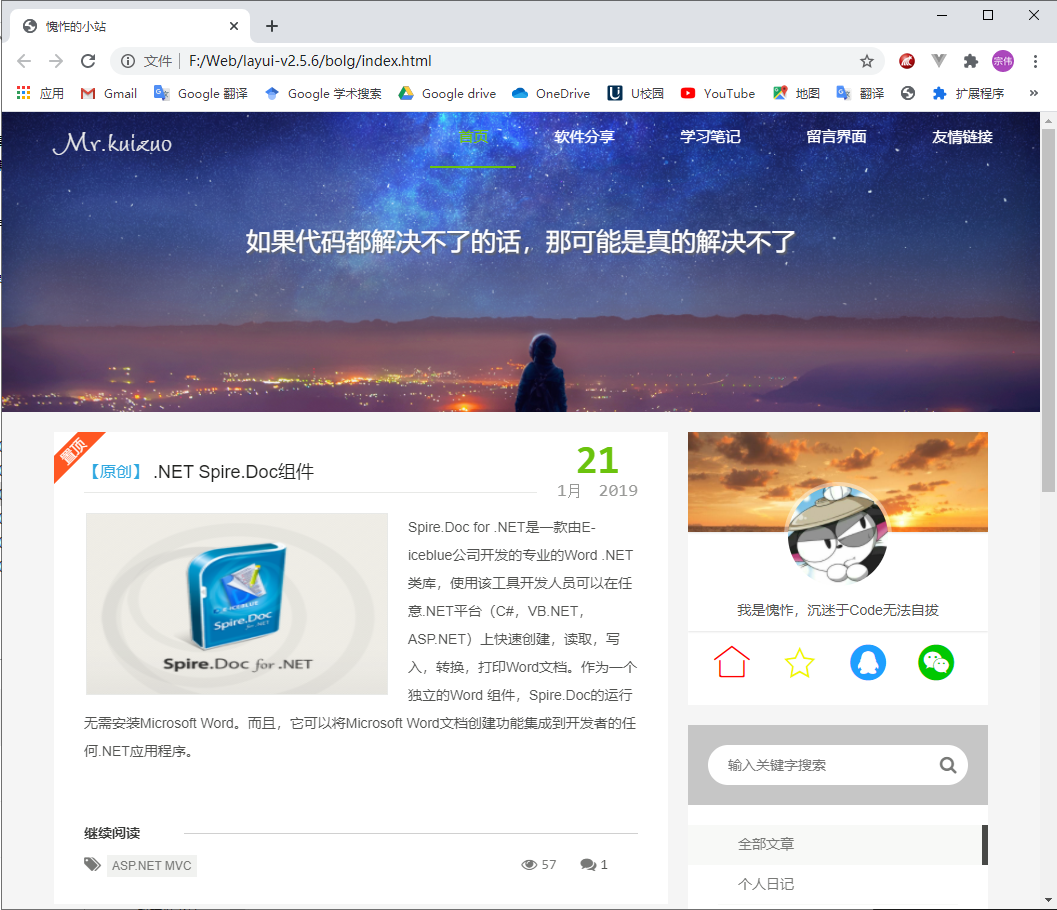 愧怍的小站
文件 F:/Web/layui-v2.5.6/bolg/index.html
宗伟
应用 Gmail Google 翻译 Google 学术搜索 Google drive OneDrive U校园 YouTube 地图 翻译 扩展程序 »
Mr.kuizuo 首页 软件分享 学习笔记 留言界面 友情链接
如果代码都解决不了的话，那可能是真的解决不了
置顶
【原创】 .NET Spire.Doc组件
21
1月 2019
Spire.Doc
Spire.Doc for .NET
Spire.Doc for .NET是一款由E-
iceblue公司开发的专业的Word .NET
类库，使用该工具开发人员可以在任
意.NET平台（C#，VB.NET，
ASP.NET）上快速创建，读取，写
入，转换，打印Word文档。作为一个
独立的Word 组件，Spire.Doc的运行
无需安装Microsoft Word。而且，它可以将Microsoft Word文档创建功能集成到开发者的任
何.NET应用程序。
继续阅读
ASP.NET MVC 57 1
我是愧怍，沉迷于Code无法自拔
输入关键字搜索
全部文章
个人日记